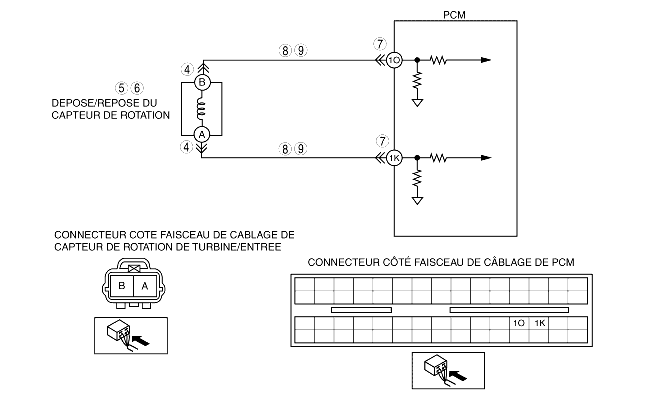 PCM
8 9
7
4
B
1O
5 6
DEPOSE/REPOSE DU
CAPTEUR DE ROTATION
A
4
8 9
7
1K
CONNECTEUR COTE FAISCEAU DE CABLAGE DE
CAPTEUR DE ROTATION DE TURBINE/ENTREE
B A
CONNECTEUR CÔTÉ FAISCEAU DE CÂBLAGE DE PCM
1O 1K